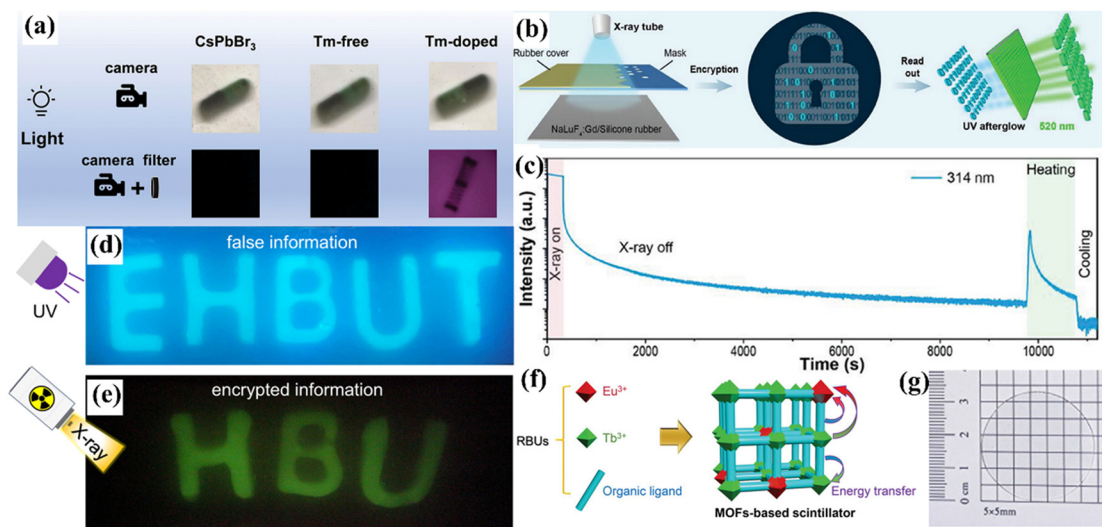 (a)
CsPbBr₃ Tm-free Tm-doped
camera
Light
camera filter
+
(b)
X-ray tube
Rubber cover
Mask
NaLuF₄:Gd/Silicone rubber
Encryption
Read
out
UV afterglow
520 nm
(c)
314 nm
Heating
X-ray on
X-ray off
Cooling
Intensity (a.u.)
0 2000 4000 6000 8000 10000
Time (s)
(d)
false information
EHBUT
UV
(e)
encrypted information
HBU
X-ray
(f)
RBUs
Eu³⁺
Tb³⁺
Organic ligand
Energy transfer
MOFs-based scintillator
(g)
3
2
1
0 cm
5×5mm